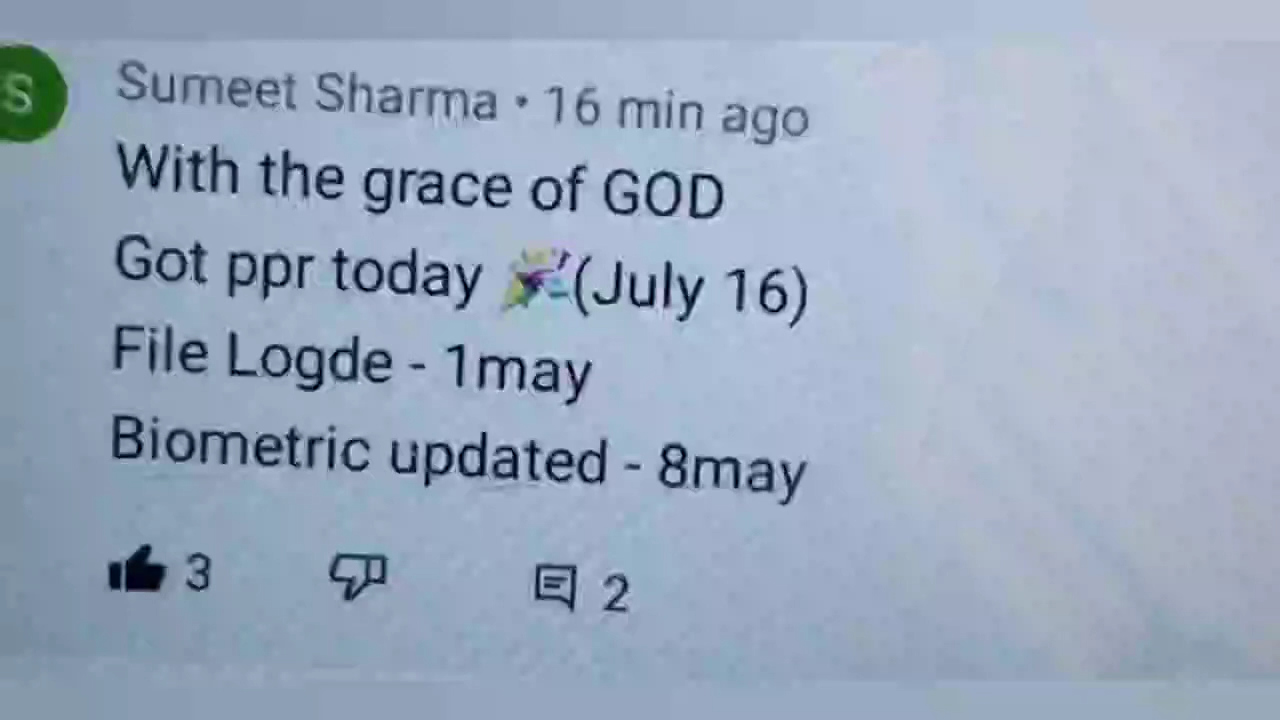 S
Sumeet Sharma • 16 min ago
With the grace of GOD
Got ppr today 🎉(July 16)
File Logde - 1may
Biometric updated - 8may
3 2